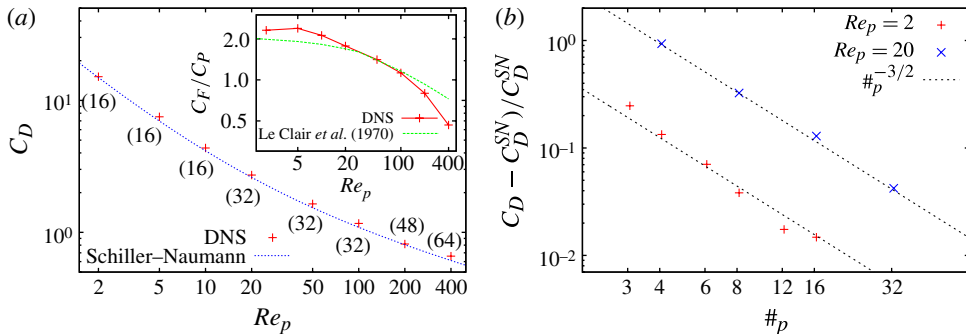 (a)
C_D
10^1
10^0
(16)
(16)
(16)
(32)
(32)
(32)
(48)
(64)
DNS
Schiller–Naumann
2 5 10 20 50 100 200 400
Re_p
C_F/C_P
2.0
1.0
0.5
DNS
Le Clair et al. (1970)
5 20 100 400
Re_p
(b)
C_D – C_D^{SN})/C_D^{SN}
10^0
10^{-1}
10^{-2}
Re_p = 2
Re_p = 20
#_p^{-3/2}
3 4 6 8 12 16 32
#_p